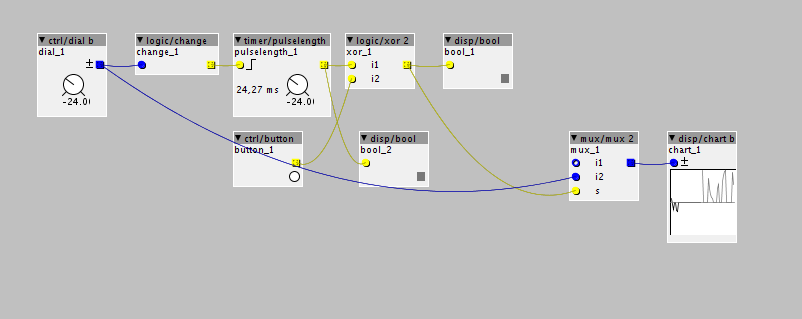 ▼ ctrl/dial b
dial_1
±
-24.0
▼ logic/change
change_1
▼ timer/pulselength
pulselength_1
24,27 ms
-24.0
▼ logic/xor 2
xor_1
i1
i2
▼ disp/bool
bool_1
▼ ctrl/button
button_1
▼ disp/bool
bool_2
▼ mux/mux 2
mux_1
i1
i2
s
▼ disp/chart b
chart_1
±